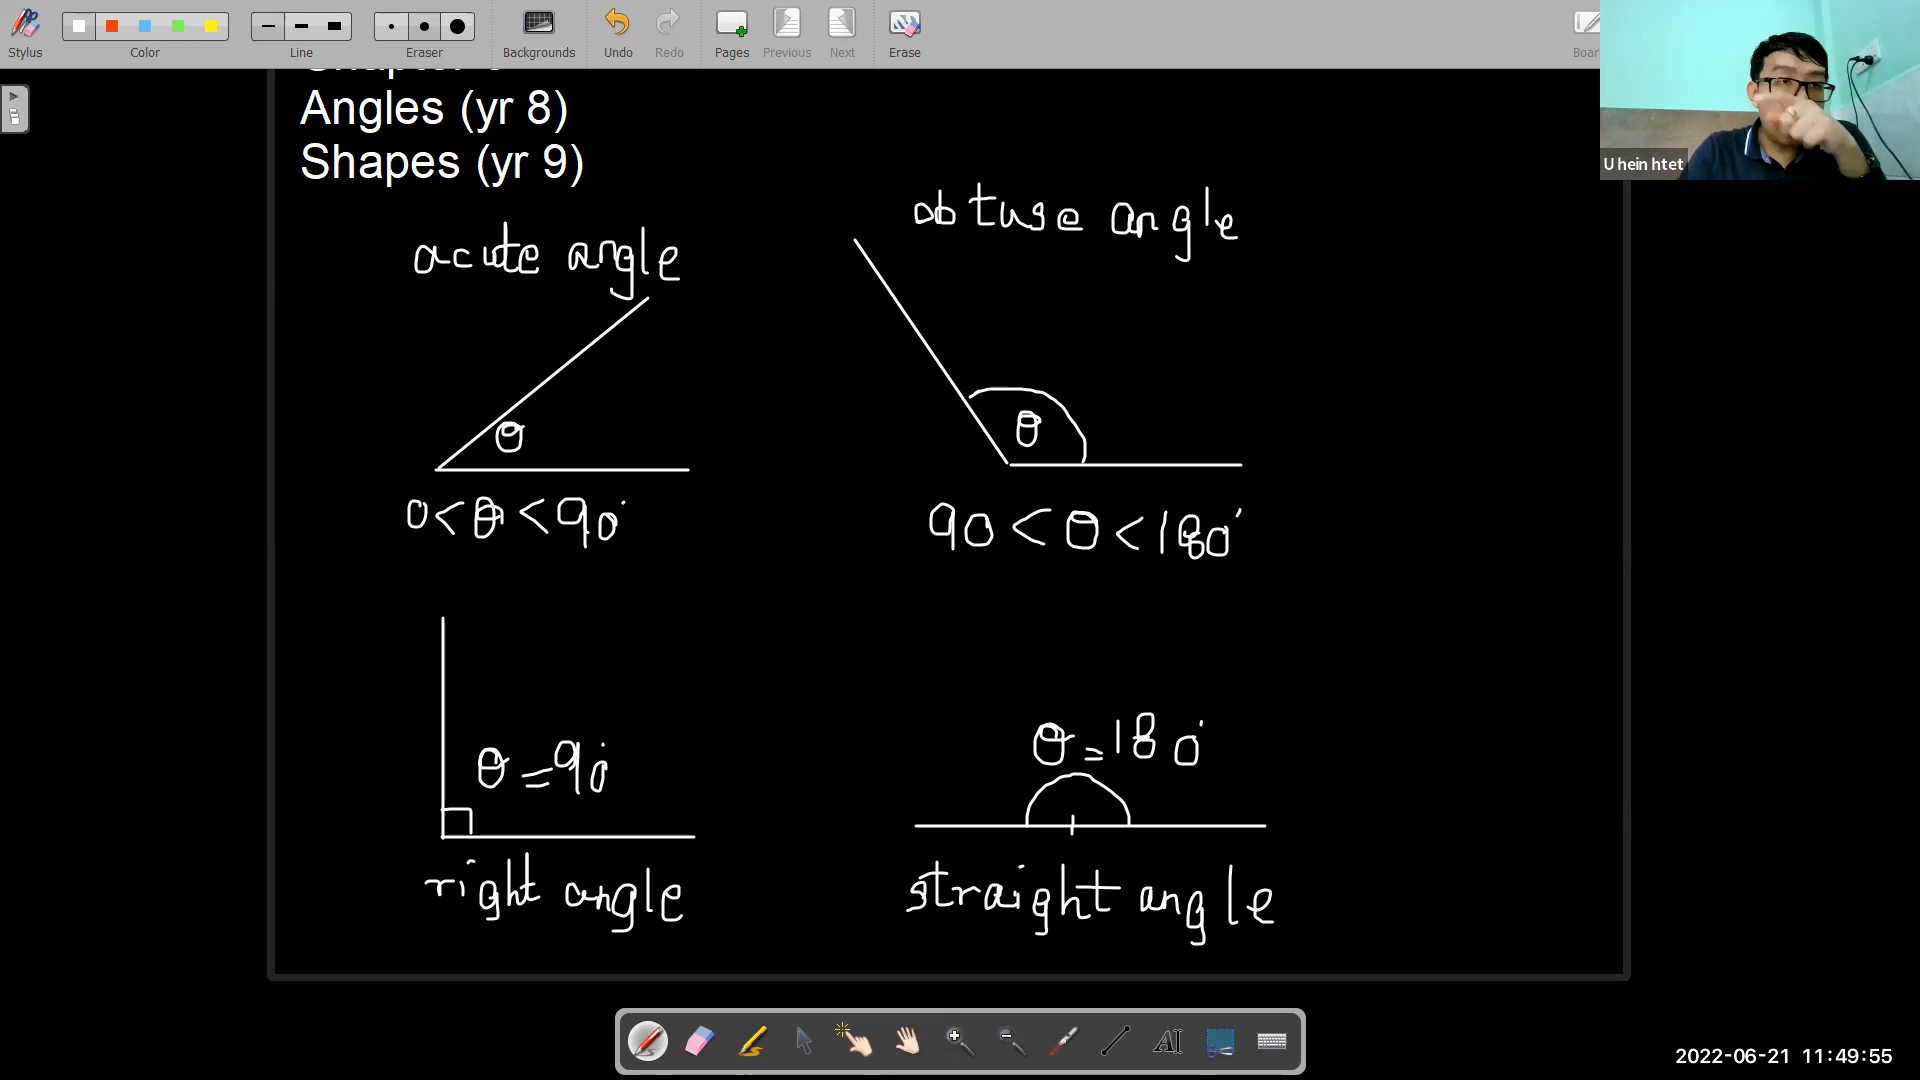 Stylus
Color
Line
Eraser
Backgrounds
Undo
Redo
Pages
Previous
Next
Erase
U hein htet
Angles (yr 8)
Shapes (yr 9)
acute angle
obtuse angle
θ
θ
0 < θ < 90°
90 < θ < 180°
θ = 90°
θ = 180°
right angle
straight angle
2022-06-21 11:49:55